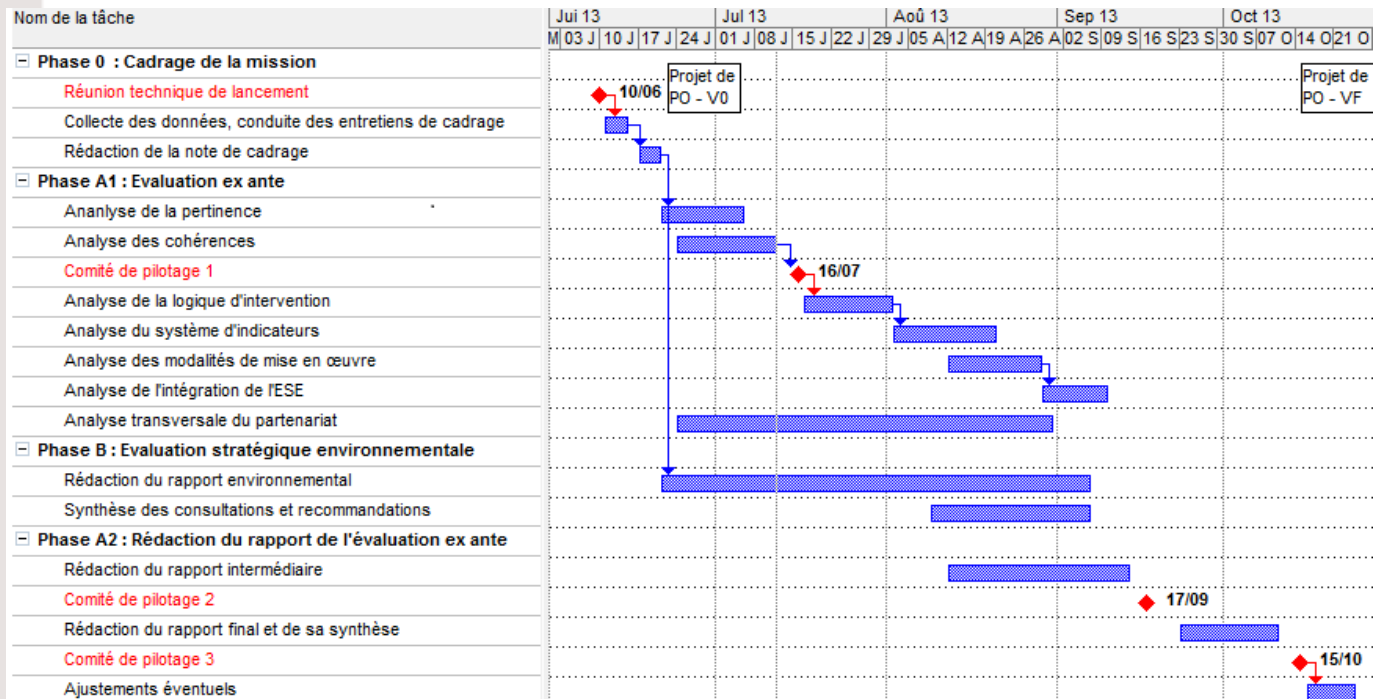 Nom de la tâche
Jui 13 Jul 13 Aoû 13 Sep 13 Oct 13
M 03 J 10 J 17 J 24 J 01 J 08 J 15 J 22 J 29 J 05 A 12 A 19 A 26 A 02 S 09 S 16 S 23 S 30 S 07 O 14 O 21 O
Phase 0 : Cadrage de la mission
Projet de
PO - V0
Projet de
PO - VF
Réunion technique de lancement 10/06
Collecte des données, conduite des entretiens de cadrage
Rédaction de la note de cadrage
Phase A1 : Evaluation ex ante
Ananlyse de la pertinence
Analyse des cohérences
Comité de pilotage 1 16/07
Analyse de la logique d'intervention
Analyse du système d'indicateurs
Analyse des modalités de mise en œuvre
Analyse de l'intégration de l'ESE
Analyse transversale du partenariat
Phase B : Evaluation stratégique environnementale
Rédaction du rapport environnemental
Synthèse des consultations et recommandations
Phase A2 : Rédaction du rapport de l'évaluation ex ante
Rédaction du rapport intermédiaire
Comité de pilotage 2 17/09
Rédaction du rapport final et de sa synthèse
Comité de pilotage 3 15/10
Ajustements éventuels